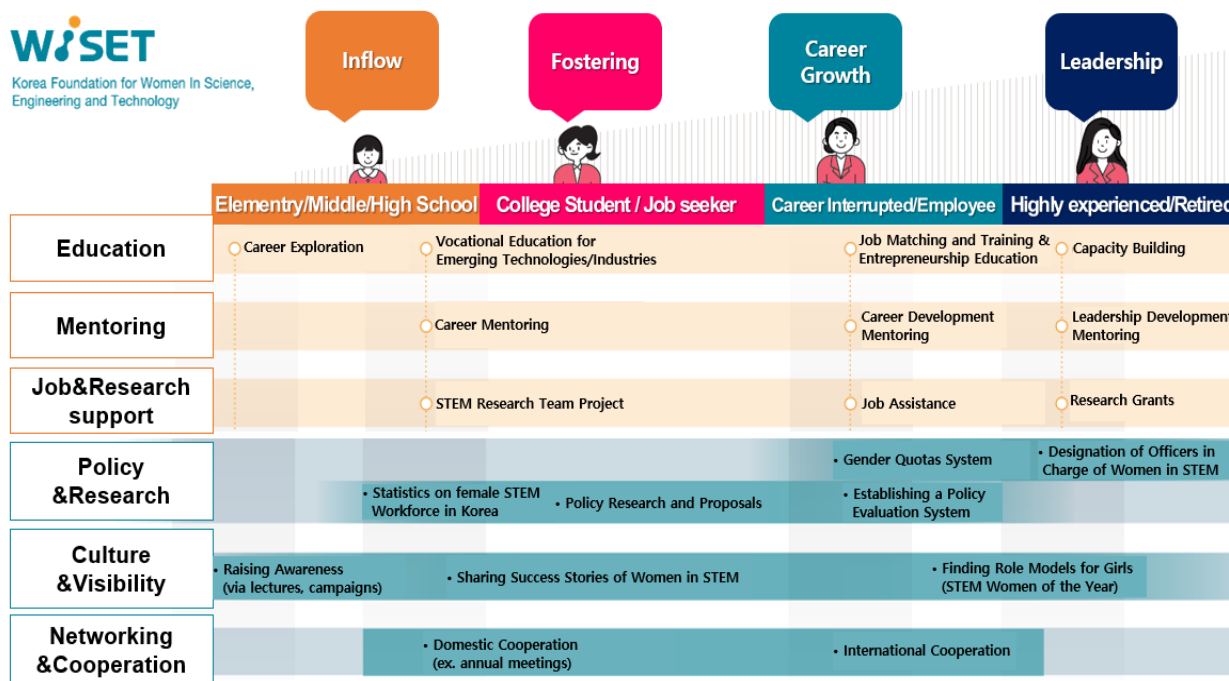 WiSET
Korea Foundation for Women In Science,
Engineering and Technology
Inflow
Fostering
Career
Growth
Leadership
Elementry/Middle/High School
College Student / Job seeker
Career Interrupted/Employee
Highly experienced/Retired
Education
Career Exploration
Vocational Education for
Emerging Technologies/Industries
Job Matching and Training &
Entrepreneurship Education
Capacity Building
Mentoring
Career Mentoring
Career Development
Mentoring
Leadership Development
Mentoring
Job&Research
support
STEM Research Team Project
Job Assistance
Research Grants
Policy
&Research
• Gender Quotas System
• Designation of Officers in
Charge of Women in STEM
• Statistics on female STEM
Workforce in Korea
• Policy Research and Proposals
• Establishing a Policy
Evaluation System
Culture
&Visibility
• Raising Awareness
(via lectures, campaigns)
• Sharing Success Stories of Women in STEM
• Finding Role Models for Girls
(STEM Women of the Year)
Networking
&Cooperation
• Domestic Cooperation
(ex. annual meetings)
• International Cooperation